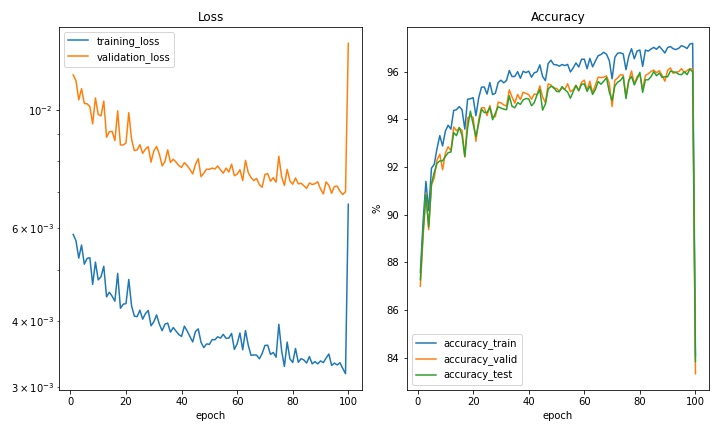 Loss
training_loss
validation_loss
10⁻²
6 × 10⁻³
4 × 10⁻³
3 × 10⁻³
0
20
40
60
80
100
epoch
Accuracy
%
96
94
92
90
88
86
84
accuracy_train
accuracy_valid
accuracy_test
0
20
40
60
80
100
epoch